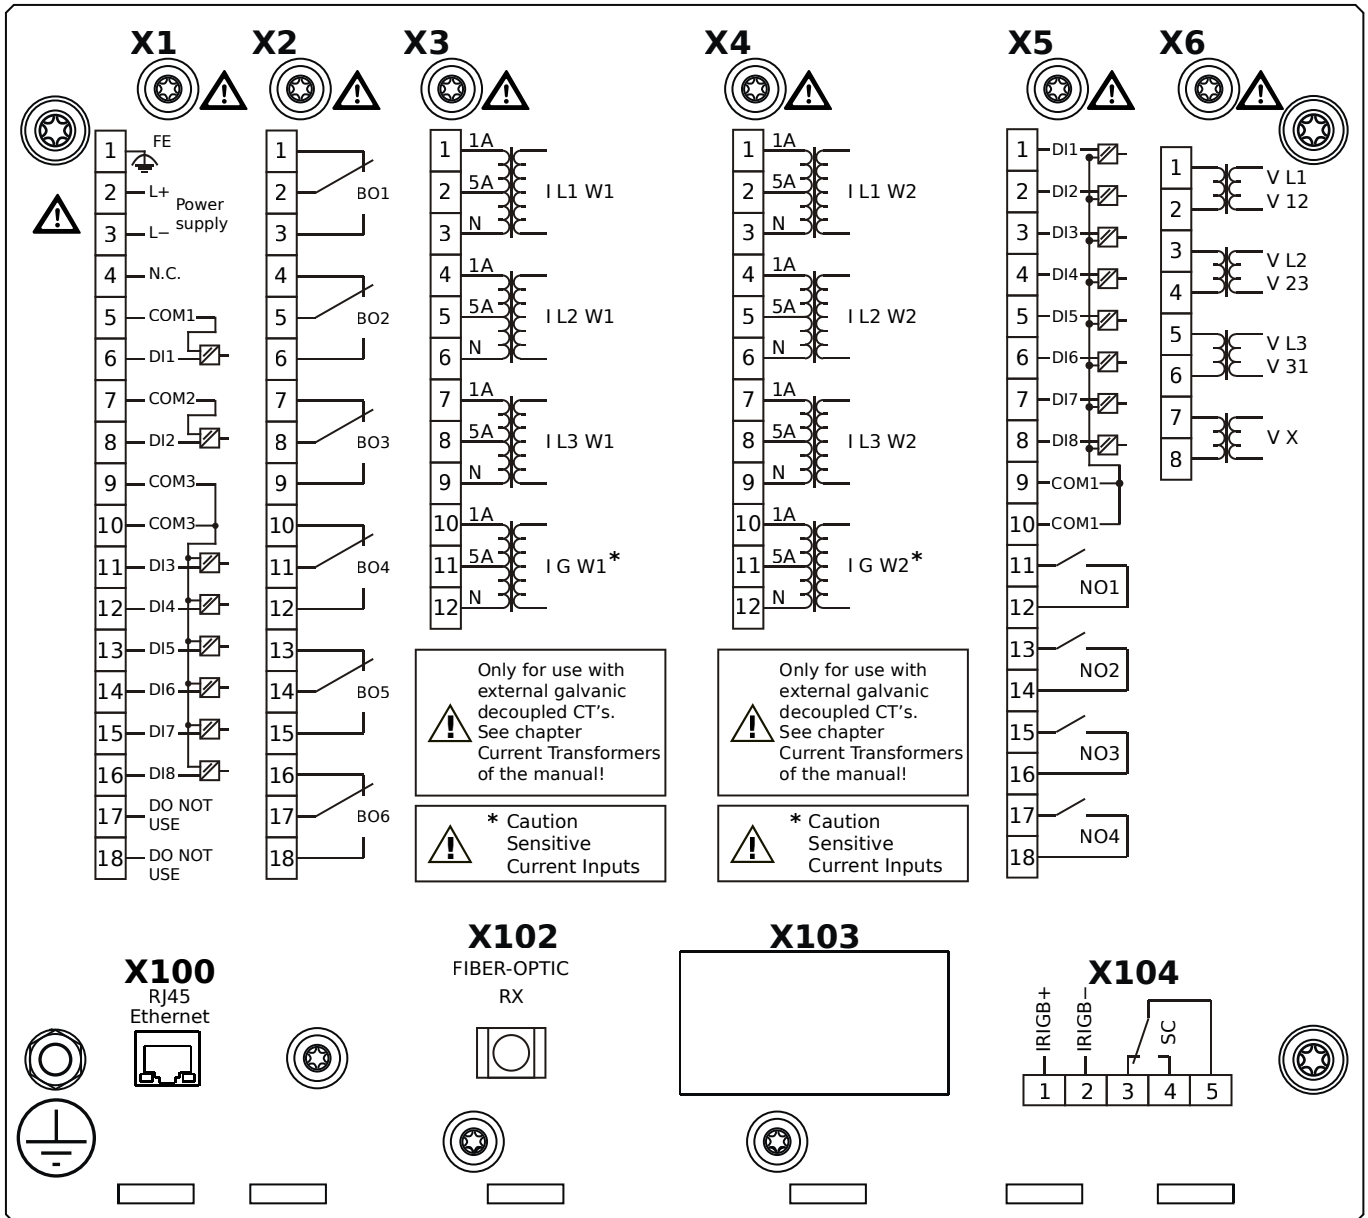 X1
X2
X3
X4
X5
X6
1 FE
2 L+ Power
supply
3 L−
4 N.C.
5 COM1
6 DI1
7 COM2
8 DI2
9 COM3
10 COM3
11 DI3
12 DI4
13 DI5
14 DI6
15 DI7
16 DI8
17 DO NOT
USE
18 DO NOT
USE
1
2 BO1
3
4
5 BO2
6
7
8 BO3
9
10
11 BO4
12
13
14 BO5
15
16
17 BO6
18
1 1A
2 5A I L1 W1
3 N
4 1A
5 5A I L2 W1
6 N
7 1A
8 5A I L3 W1
9 N
10 1A
11 5A I G W1*
12 N
Only for use with
external galvanic
decoupled CT's.
See chapter
Current Transformers
of the manual!
* Caution
Sensitive
Current Inputs
1 1A
2 5A I L1 W2
3 N
4 1A
5 5A I L2 W2
6 N
7 1A
8 5A I L3 W2
9 N
10 1A
11 5A I G W2*
12 N
Only for use with
external galvanic
decoupled CT's.
See chapter
Current Transformers
of the manual!
* Caution
Sensitive
Current Inputs
1 DI1
2 DI2
3 DI3
4 DI4
5 DI5
6 DI6
7 DI7
8 DI8
9 COM1
10 COM1
11
NO1
12
13
NO2
14
15
NO3
16
17
NO4
18
1 V L1
2 V 12
3 V L2
4 V 23
5 V L3
6 V 31
7 V X
8
X100
RJ45
Ethernet
X102
FIBER-OPTIC
RX
X103
X104
IRIGB+
IRIGB−
SC
1 2 3 4 5